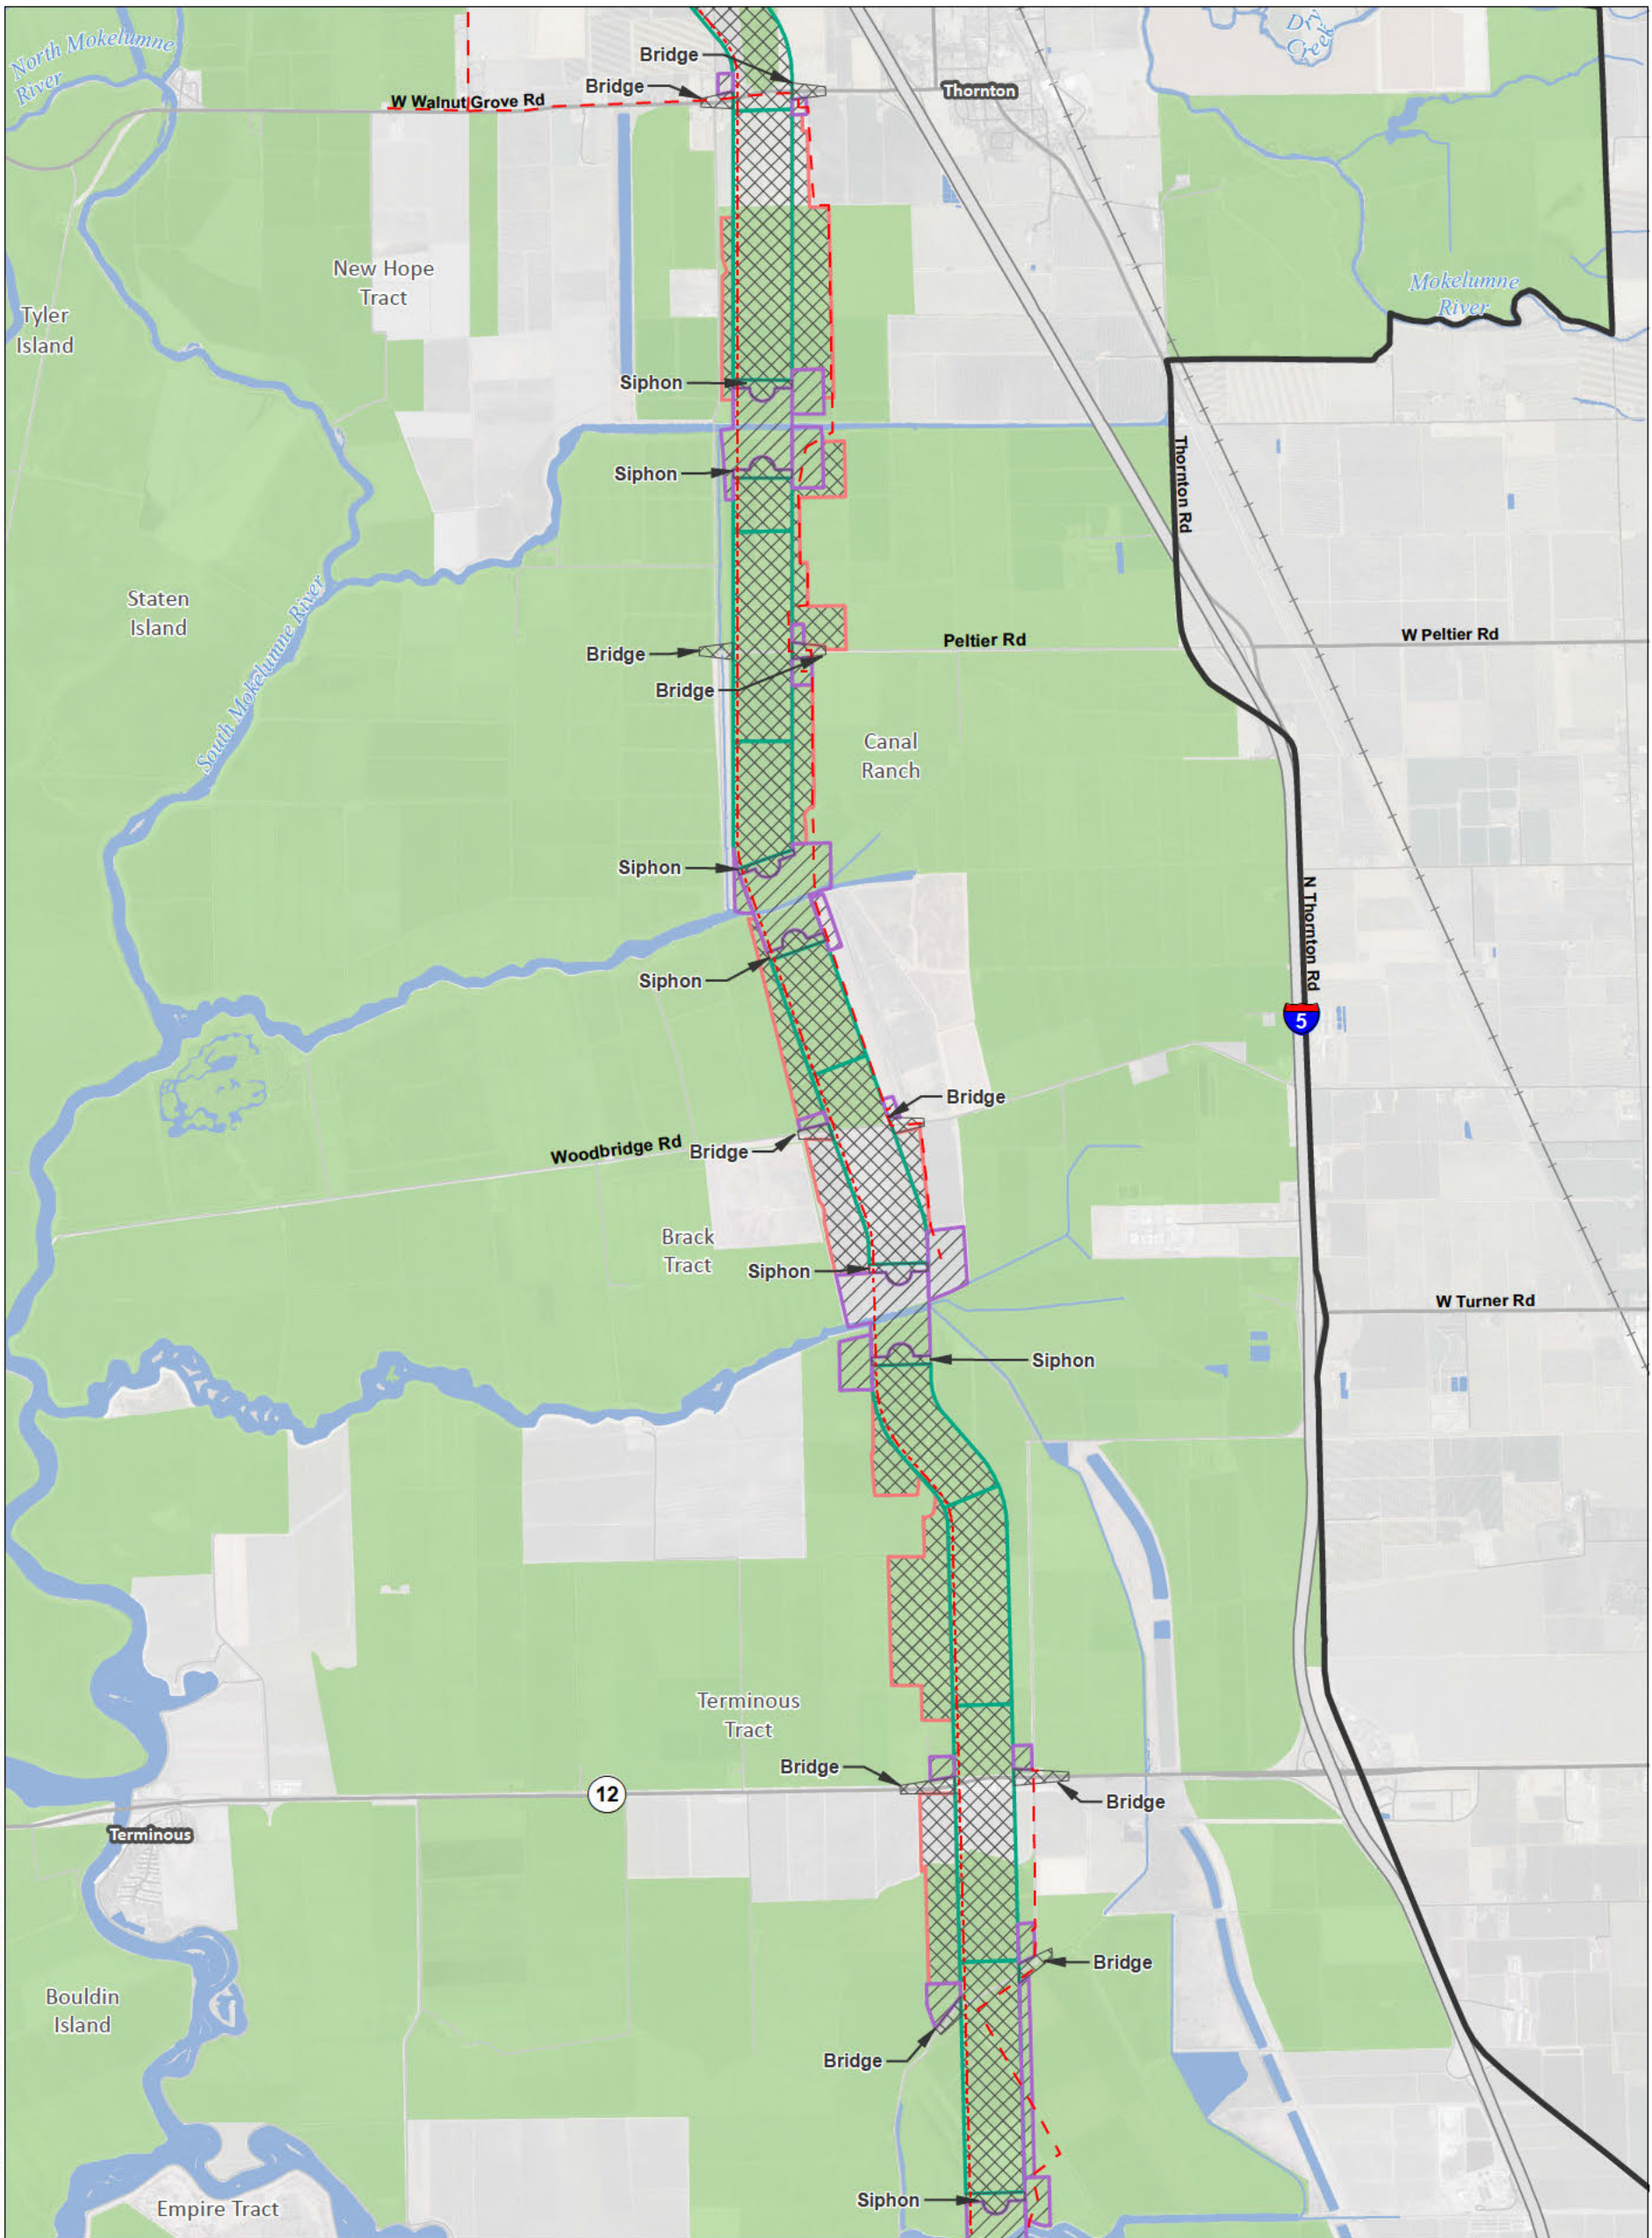 North Mokelumne
River
Dry
Creek
Bridge
Bridge
W Walnut Grove Rd
Thornton
New Hope
Tract
Tyler
Island
Mokelumne
River
Siphon
Siphon
Thornton Rd
Staten
Island
South Mokelumne River
Bridge
Bridge
Peltier Rd
W Peltier Rd
Canal
Ranch
Siphon
N Thornton Rd
Siphon
5
Bridge
Woodbridge Rd
Bridge
Brack
Tract
Siphon
W Turner Rd
Siphon
Terminous
Tract
Bridge
12
Bridge
Terminous
Bridge
Bouldin
Island
Bridge
Siphon
Empire Tract